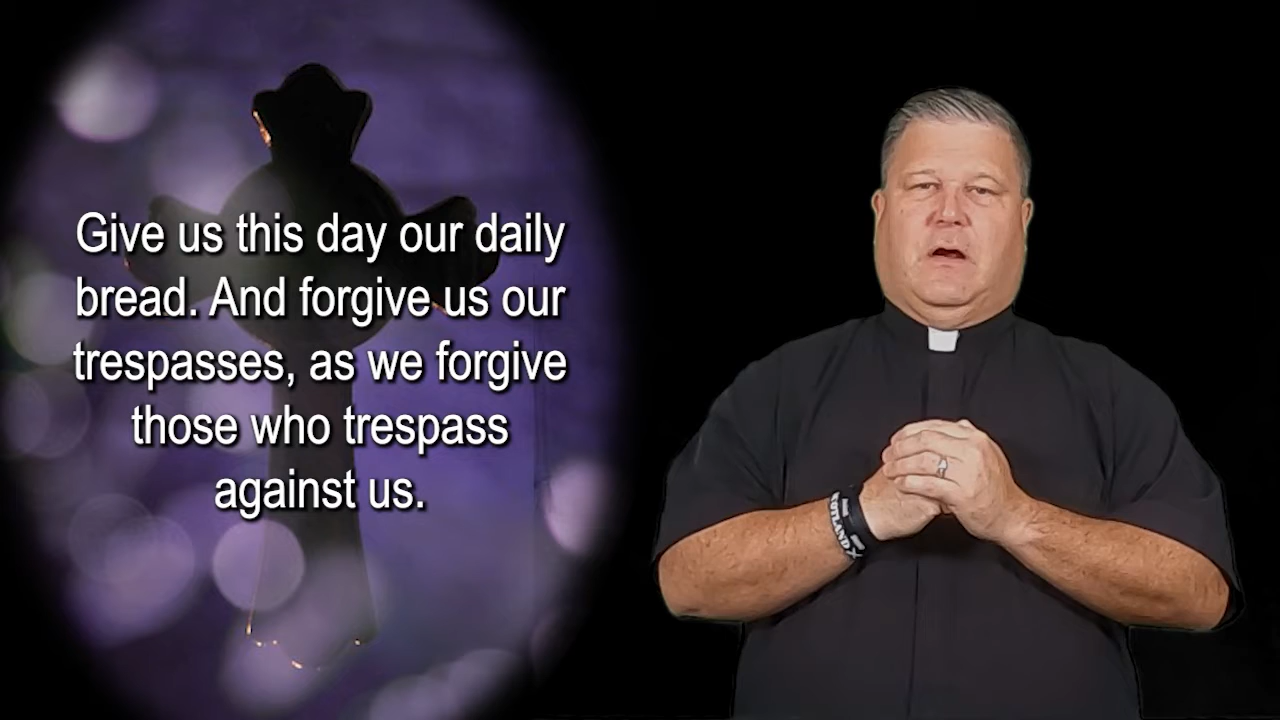 Give us this day our daily
bread. And forgive us our
trespasses, as we forgive
those who trespass
against us.
SCOTLAND